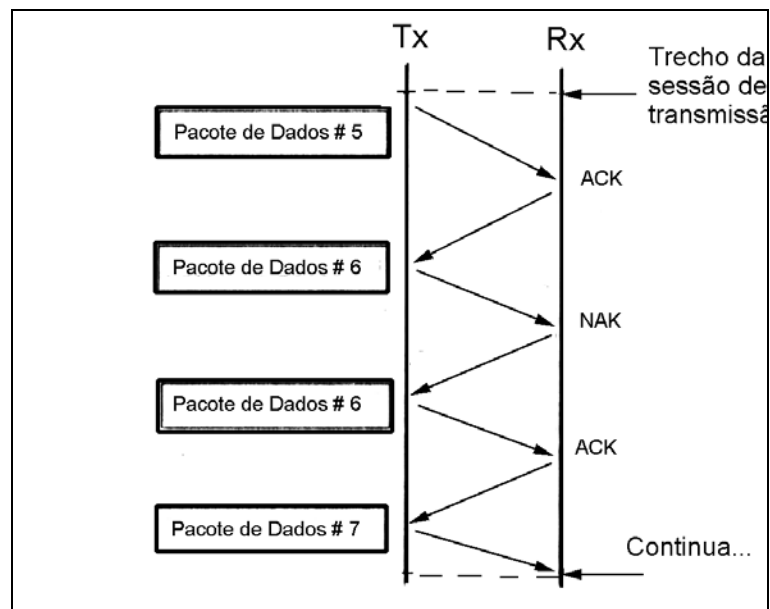 Tx
Rx
Trecho da
sessão de
transmissã
Pacote de Dados # 5
ACK
Pacote de Dados # 6
NAK
Pacote de Dados # 6
ACK
Pacote de Dados # 7
Continua...